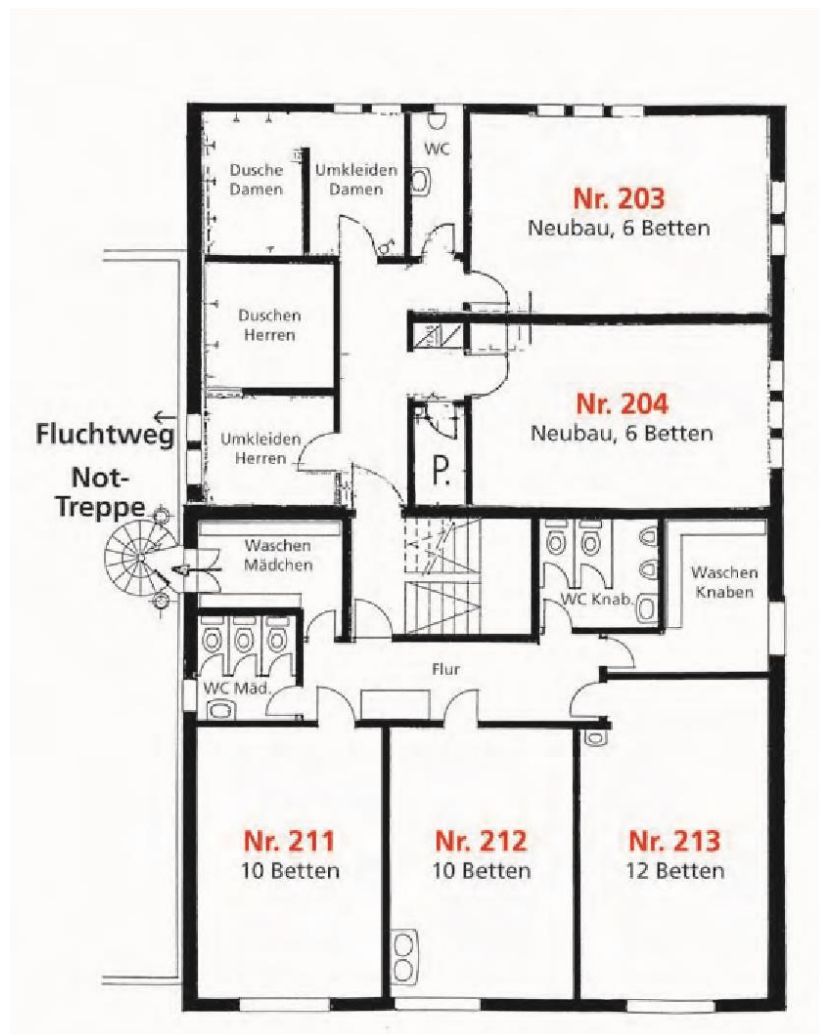 Dusche
Damen
Umkleiden
Damen
WC
Nr. 203
Neubau, 6 Betten
Duschen
Herren
Nr. 204
Neubau, 6 Betten
Umkleiden
Herren
P.
Fluchtweg
Not-
Treppe
Waschen
Mädchen
WC Knab.
Waschen
Knaben
Flur
WC Mäd.
Nr. 211
10 Betten
Nr. 212
10 Betten
Nr. 213
12 Betten